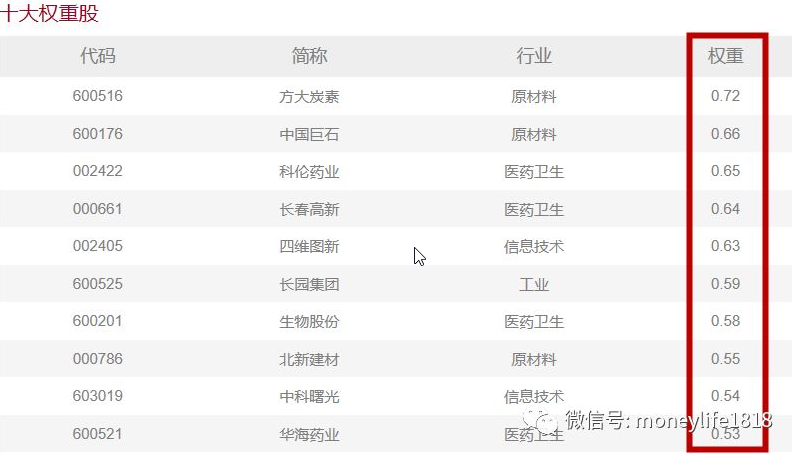 十大权重股
代码 简称 行业 权重
600516 方大炭素 原材料 0.72
600176 中国巨石 原材料 0.66
002422 科伦药业 医药卫生 0.65
000661 长春高新 医药卫生 0.64
002405 四维图新 信息技术 0.63
600525 长园集团 工业 0.59
600201 生物股份 医药卫生 0.58
000786 北新建材 原材料 0.55
603019 中科曙光 信息技术 0.54
微信号: moneylife1818
600521 华海药业 医药卫生 0.53